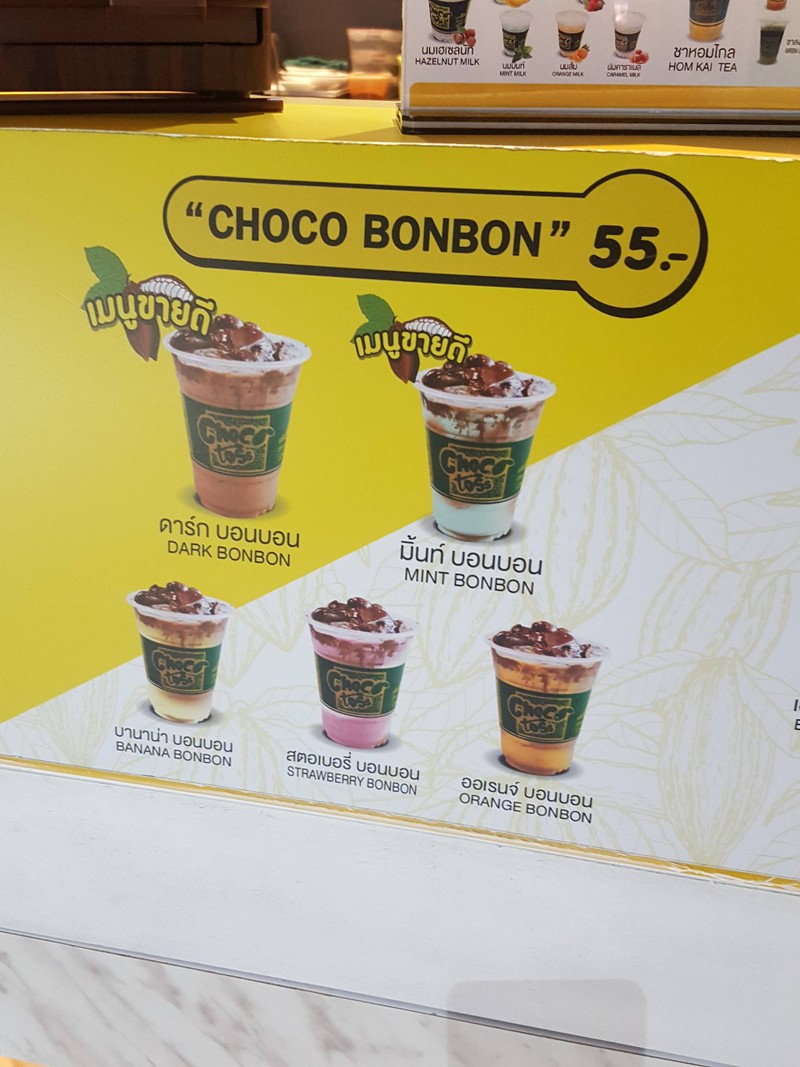 นมเฮเซลนัท
HAZELNUT MILK
นมมิ้นท์
MINT MILK
นมส้ม
ORANGE MILK
นมคาราเมล
CARAMEL MILK
ชาหอมไกล
HOM KAI TEA
"CHOCO BONBON" 55.-
เมนูขายดี
เมนูขายดี
CHOCO
CHOCO
ดาร์ก บอนบอน
DARK BONBON
มิ้นท์ บอนบอน
MINT BONBON
CHOCO
CHOCO
CHOCO
บานาน่า บอนบอน
BANANA BONBON
สตอเบอรี่ บอนบอน
STRAWBERRY BONBON
ออเรนจ์ บอนบอน
ORANGE BONBON